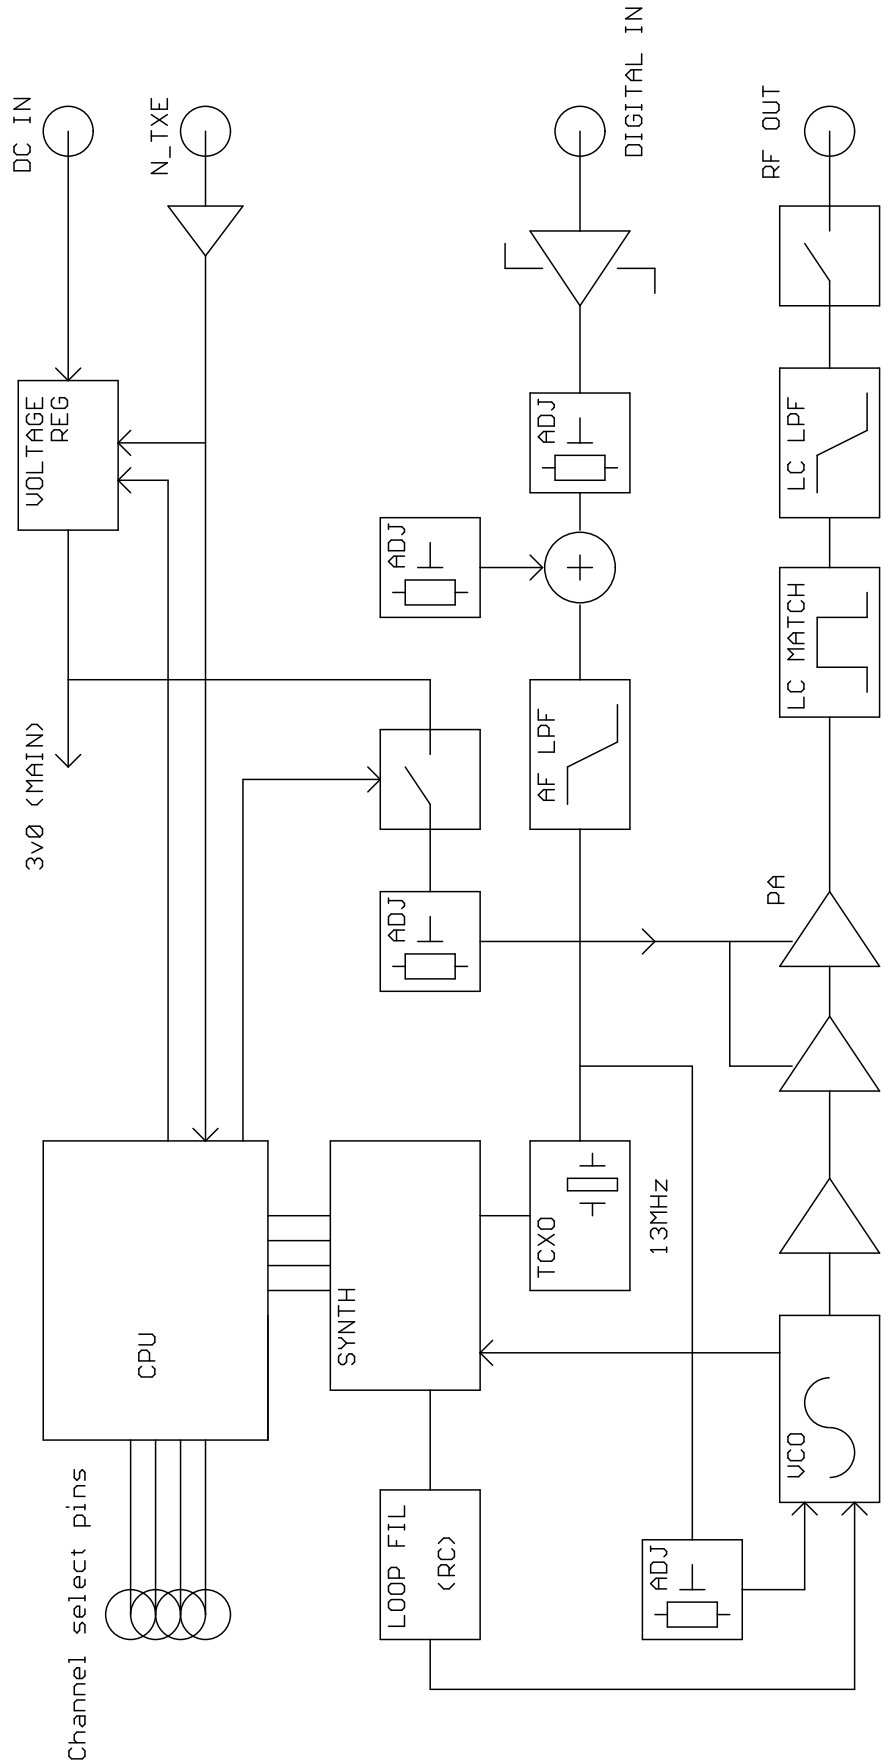 Channel select pins
CPU
3v0 (MAIN)
VOLTAGE
REG
DC IN
N_TXE
LOOP FIL
(RC)
SYNTH
ADJ
ADJ
TCXO
13MHz
AF LPF
ADJ
DIGITAL IN
ADJ
VCO
PA
LC MATCH
LC LPF
RF OUT